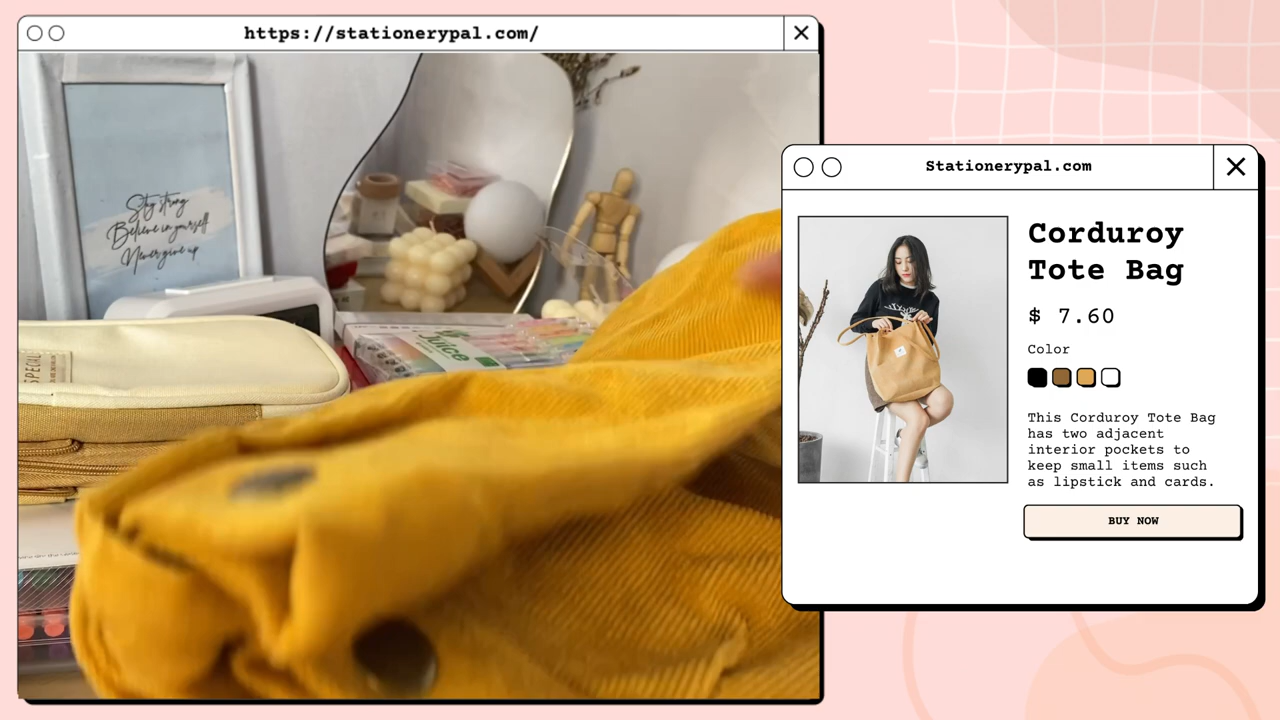 https://stationerypal.com/
Stay strong
Believe in yourself
Never give up
SPECIAL
Juice
Stationerypal.com
Corduroy
Tote Bag
$ 7.60
Color
This Corduroy Tote Bag
has two adjacent
interior pockets to
keep small items such
as lipstick and cards.
BUY NOW